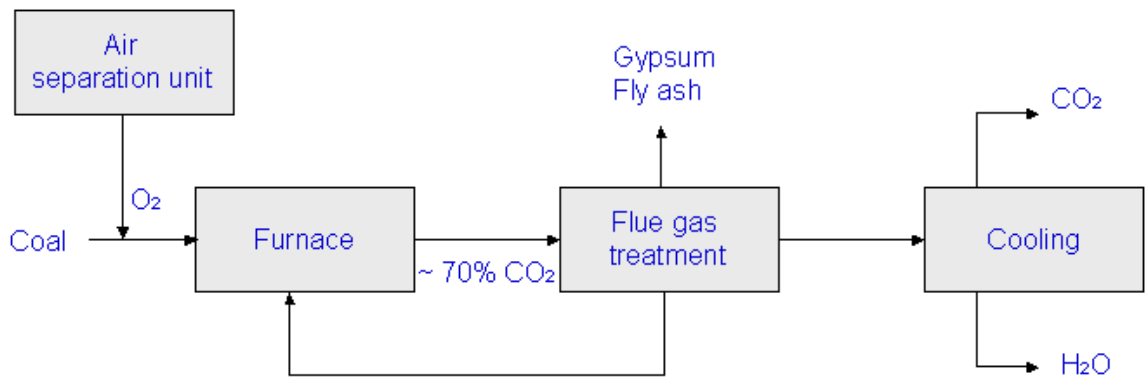 Air
separation unit
Gypsum
Fly ash
CO₂
O₂
Coal
Furnace
~ 70% CO₂
Flue gas
treatment
Cooling
H₂O